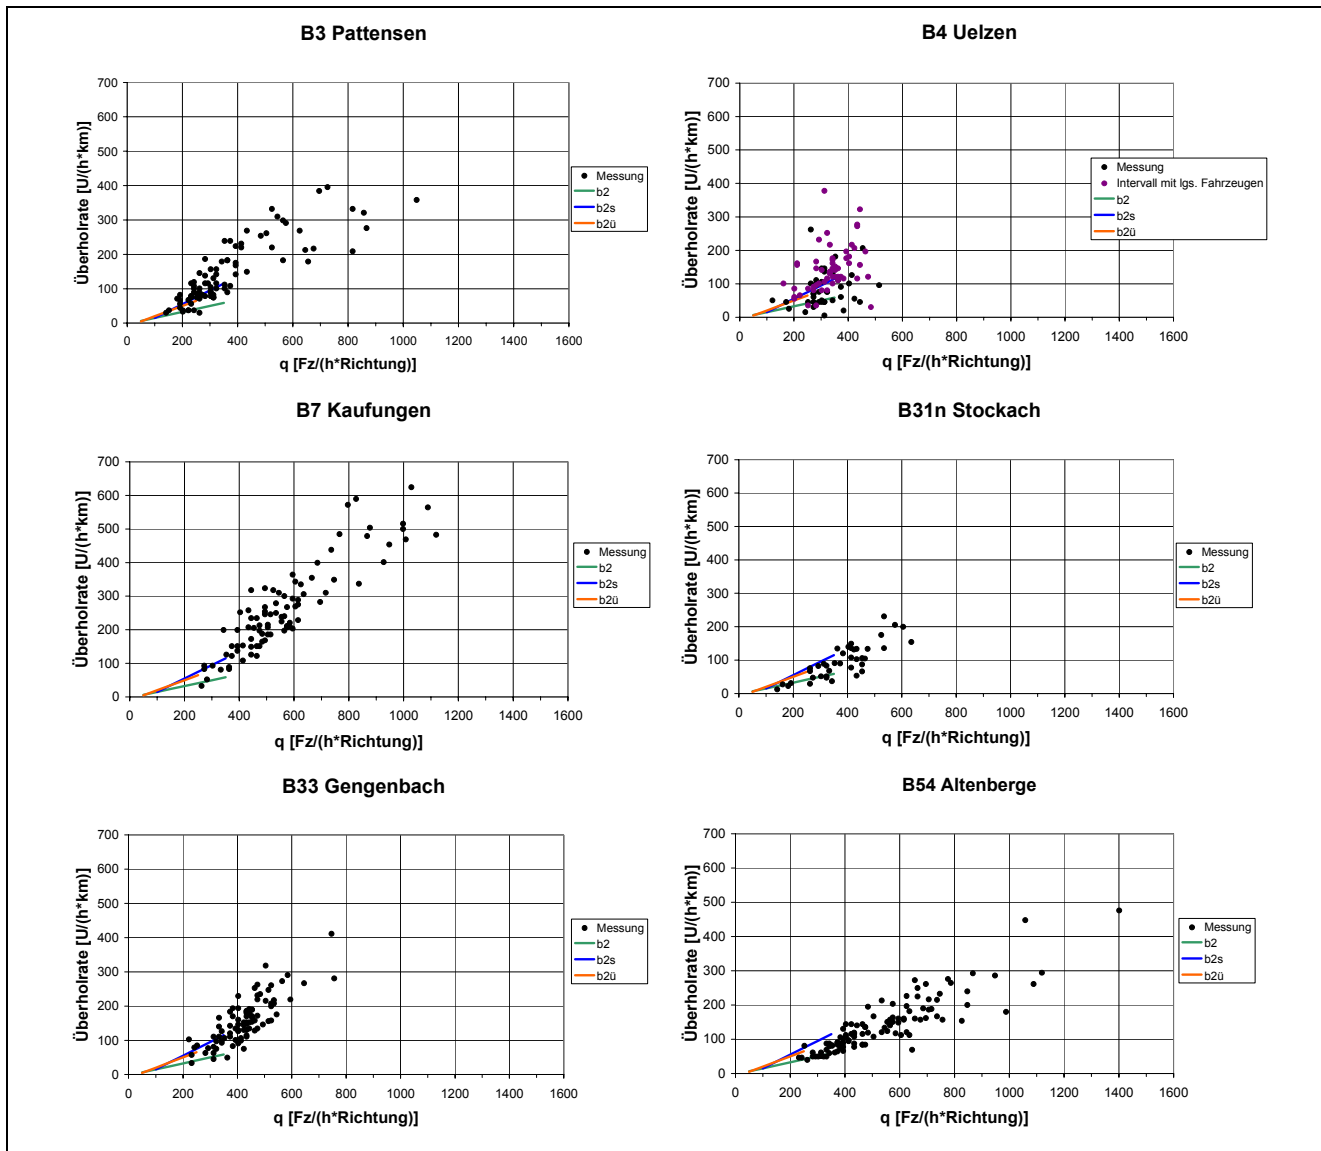 B3 Pattensen
Überholrate [U/(h*km)]
700
600
500
400
300
200
100
0
0 200 400 600 800 1000 1200 1400 1600
q [Fz/(h*Richtung)]
Messung
b2
b2s
b2ü
B4 Uelzen
Überholrate [U/(h*km)]
700
600
500
400
300
200
100
0
0 200 400 600 800 1000 1200 1400 1600
q [Fz/(h*Richtung)]
Messung
Intervall mit lgs. Fahrzeugen
b2
b2s
b2ü
B7 Kaufungen
Überholrate [U/(h*km)]
700
600
500
400
300
200
100
0
0 200 400 600 800 1000 1200 1400 1600
q [Fz/(h*Richtung)]
Messung
b2
b2s
b2ü
B31n Stockach
Überholrate [U/(h*km)]
700
600
500
400
300
200
100
0
0 200 400 600 800 1000 1200 1400 1600
q [Fz/(h*Richtung)]
Messung
b2
b2s
b2ü
B33 Gengenbach
Überholrate [U/(h*km)]
700
600
500
400
300
200
100
0
0 200 400 600 800 1000 1200 1400 1600
q [Fz/(h*Richtung)]
Messung
b2
b2s
b2ü
B54 Altenberge
Überholrate [U/(h*km)]
700
600
500
400
300
200
100
0
0 200 400 600 800 1000 1200 1400 1600
q [Fz/(h*Richtung)]
Messung
b2
b2s
b2ü